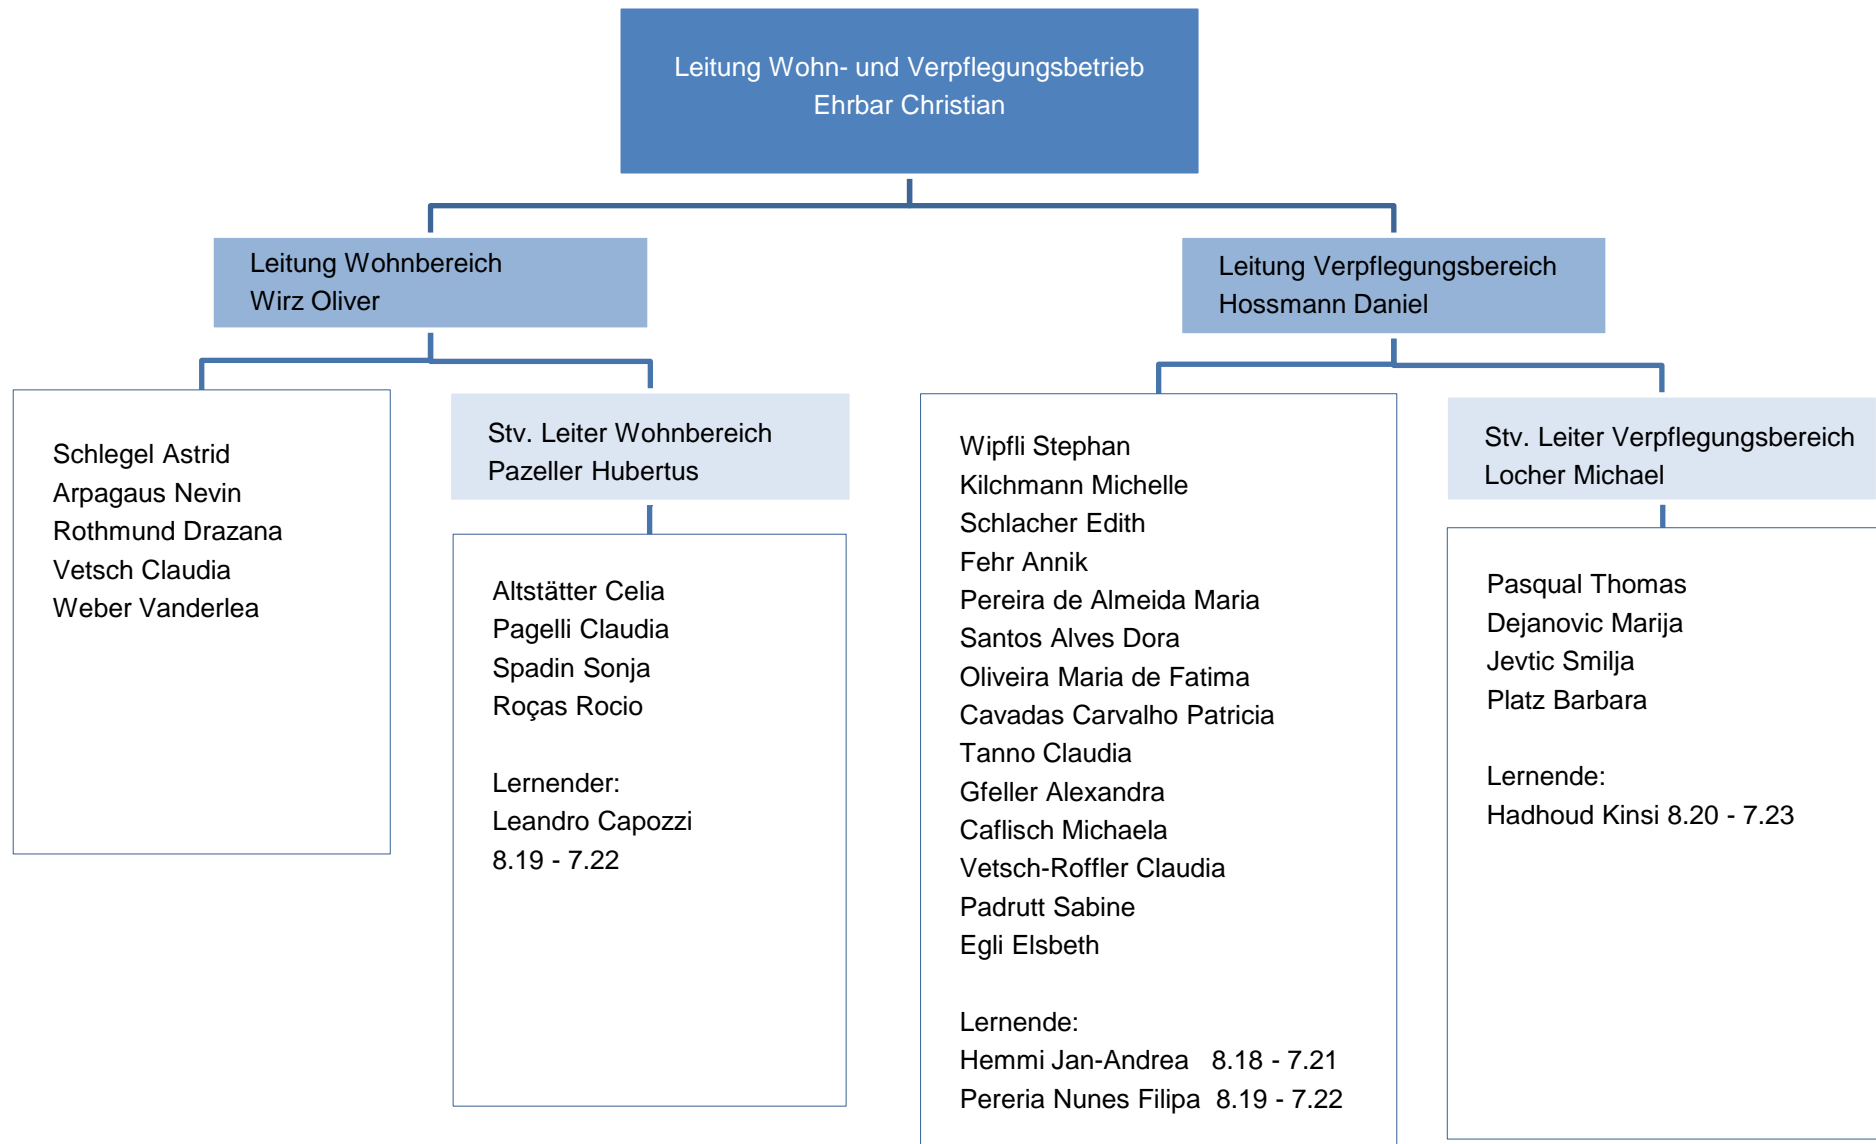 Leitung Wohn- und Verpflegungsbetrieb
Ehrbar Christian
Leitung Wohnbereich
Wirz Oliver
Leitung Verpflegungsbereich
Hossmann Daniel
Schlegel Astrid
Arpagaus Nevin
Rothmund Drazana
Vetsch Claudia
Weber Vanderlea
Stv. Leiter Wohnbereich
Pazeller Hubertus
Altstätter Celia
Pagelli Claudia
Spadin Sonja
Roças Rocio
Lernender:
Leandro Capozzi
8.19 - 7.22
Wipfli Stephan
Kilchmann Michelle
Schlacher Edith
Fehr Annik
Pereira de Almeida Maria
Santos Alves Dora
Oliveira Maria de Fatima
Cavadas Carvalho Patricia
Tanno Claudia
Gfeller Alexandra
Caflisch Michaela
Vetsch-Roffler Claudia
Padrutt Sabine
Egli Elsbeth
Lernende:
Hemmi Jan-Andrea   8.18 - 7.21
Pereria Nunes Filipa  8.19 - 7.22
Stv. Leiter Verpflegungsbereich
Locher Michael
Pasqual Thomas
Dejanovic Marija
Jevtic Smilja
Platz Barbara
Lernende:
Hadhoud Kinsi 8.20 - 7.23